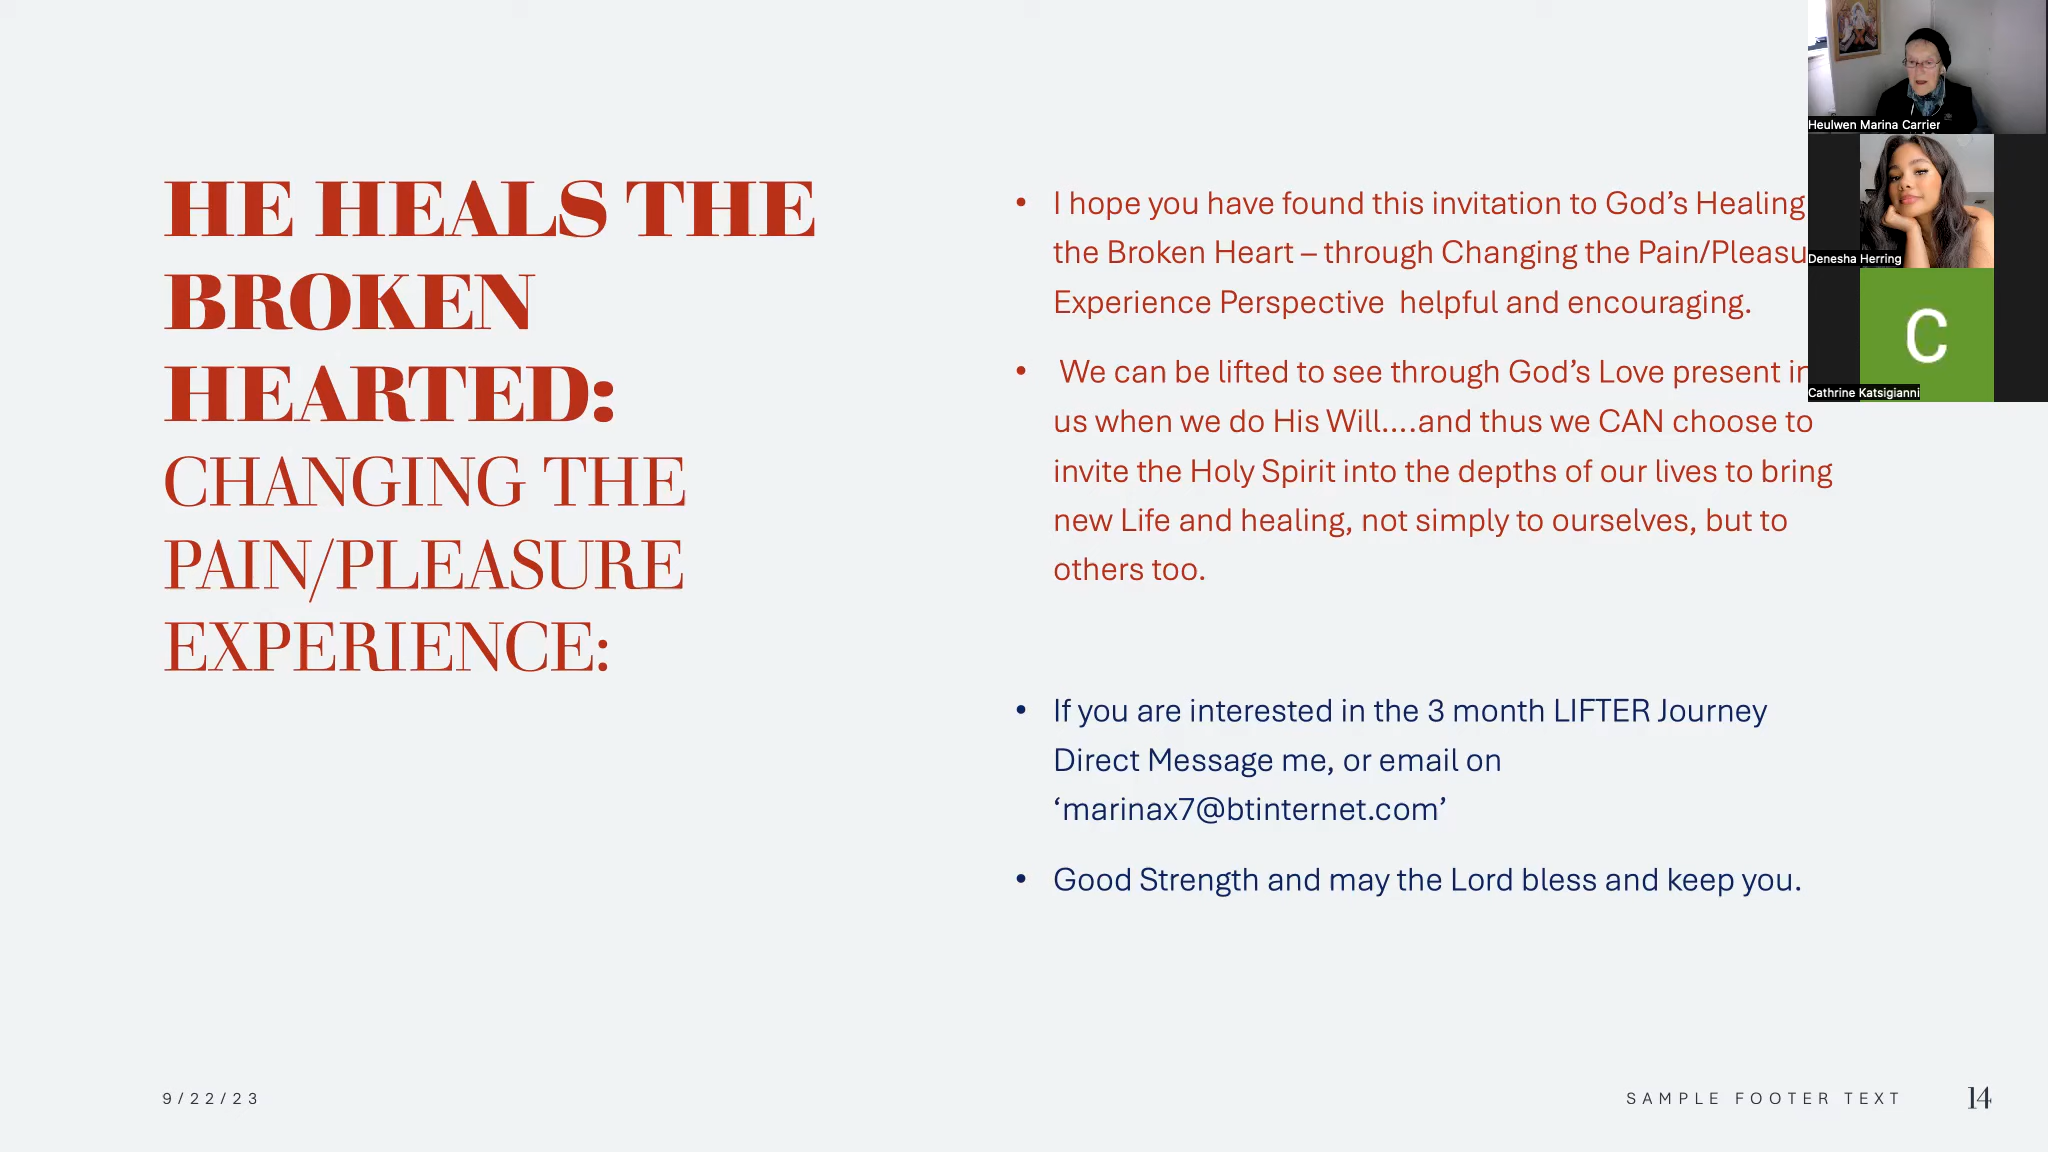 HE HEALS THE
BROKEN
HEARTED:
CHANGING THE
PAIN/PLEASURE
EXPERIENCE:
• I hope you have found this invitation to God’s Healing
the Broken Heart – through Changing the Pain/Pleasu
Experience Perspective  helpful and encouraging.
• We can be lifted to see through God’s Love present in
us when we do His Will....and thus we CAN choose to
invite the Holy Spirit into the depths of our lives to bring
new Life and healing, not simply to ourselves, but to
others too.
• If you are interested in the 3 month LIFTER Journey
Direct Message me, or email on
‘marinax7@btinternet.com’
• Good Strength and may the Lord bless and keep you.
Heulwen Marina Carrier
Denesha Herring
C
Cathrine Katsigianni
9/22/23
SAMPLE FOOTER TEXT
14